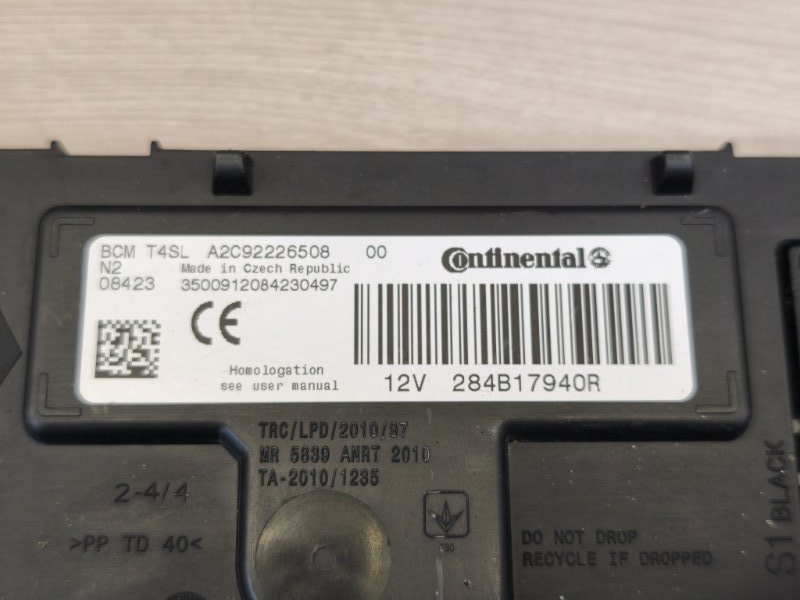 BCM T4SL A2C92226508 00
N2 Made in Czech Republic
08423 3500912084230497
Continental
CE
Homologation
see user manual
12V 284B17940R
TRC/LPD/2010/97
MR 5839 ANRT 2010
TA-2010/1235
2-4/4
>PP TD 40<
DO NOT DROP
RECYCLE IF DROPPED
S1 BLACK